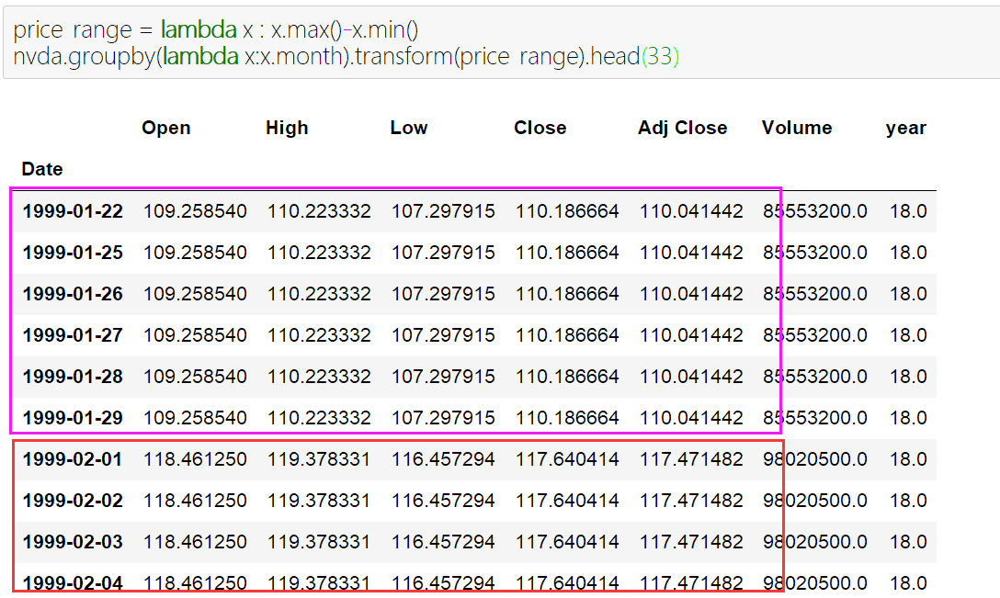 price_range = lambda x : x.max()-x.min()
nvda.groupby(lambda x:x.month).transform(price_range).head(33)
Open High Low Close Adj Close Volume year
Date
1999-01-22 109.258540 110.223332 107.297915 110.186664 110.041442 85553200.0 18.0
1999-01-25 109.258540 110.223332 107.297915 110.186664 110.041442 85553200.0 18.0
1999-01-26 109.258540 110.223332 107.297915 110.186664 110.041442 85553200.0 18.0
1999-01-27 109.258540 110.223332 107.297915 110.186664 110.041442 85553200.0 18.0
1999-01-28 109.258540 110.223332 107.297915 110.186664 110.041442 85553200.0 18.0
1999-01-29 109.258540 110.223332 107.297915 110.186664 110.041442 85553200.0 18.0
1999-02-01 118.461250 119.378331 116.457294 117.640414 117.471482 98020500.0 18.0
1999-02-02 118.461250 119.378331 116.457294 117.640414 117.471482 98020500.0 18.0
1999-02-03 118.461250 119.378331 116.457294 117.640414 117.471482 98020500.0 18.0
1999-02-04 118.461250 119.378331 116.457294 117.640414 117.471482 98020500.0 18.0